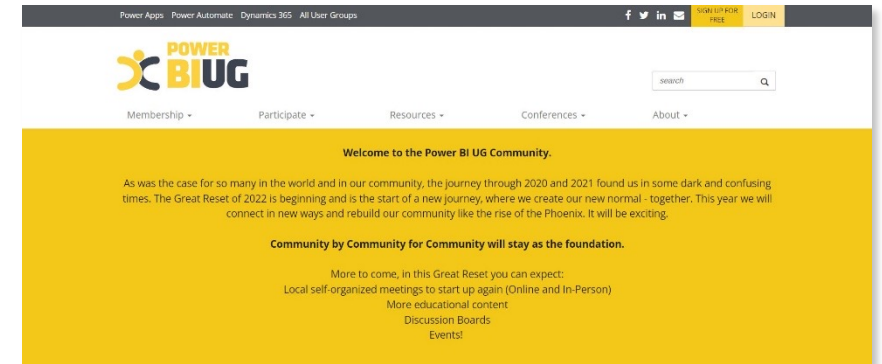 Power Apps Power Automate Dynamics 365 All User Groups
SIGN UP FOR
FREE
LOGIN
POWER
BIUG
search
Membership Participate Resources Conferences About
Welcome to the Power BI UG Community.
As was the case for so many in the world and in our community, the journey through 2020 and 2021 found us in some dark and confusing
times. The Great Reset of 2022 is beginning and is the start of a new journey, where we create our new normal - together. This year we will
connect in new ways and rebuild our community like the rise of the Phoenix. It will be exciting.
Community by Community for Community will stay as the foundation.
More to come, in this Great Reset you can expect:
Local self-organized meetings to start up again (Online and In-Person)
More educational content
Discussion Boards
Events!